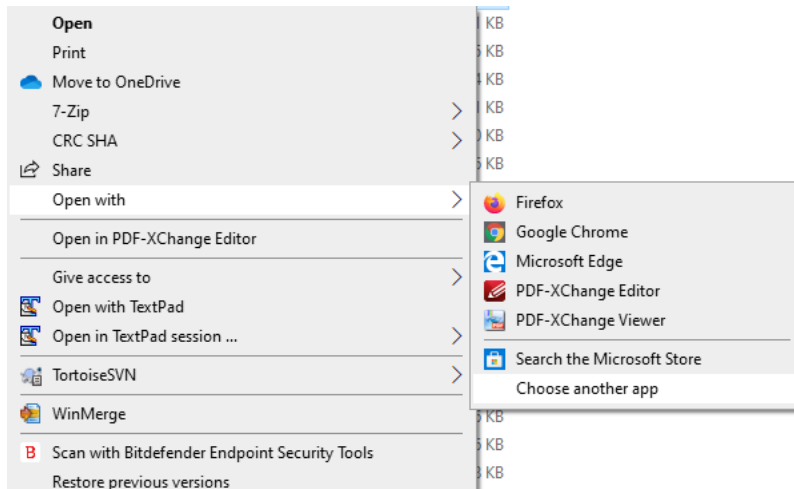 Open
Print
Move to OneDrive
7-Zip
CRC SHA
Share
Open with
Open in PDF-XChange Editor
Give access to
Open with TextPad
Open in TextPad session ...
TortoiseSVN
WinMerge
B Scan with Bitdefender Endpoint Security Tools
Restore previous versions
KB
KB
KB
KB
KB
KB
Firefox
Google Chrome
Microsoft Edge
PDF-XChange Editor
PDF-XChange Viewer
Search the Microsoft Store
Choose another app
KB
KB
KB